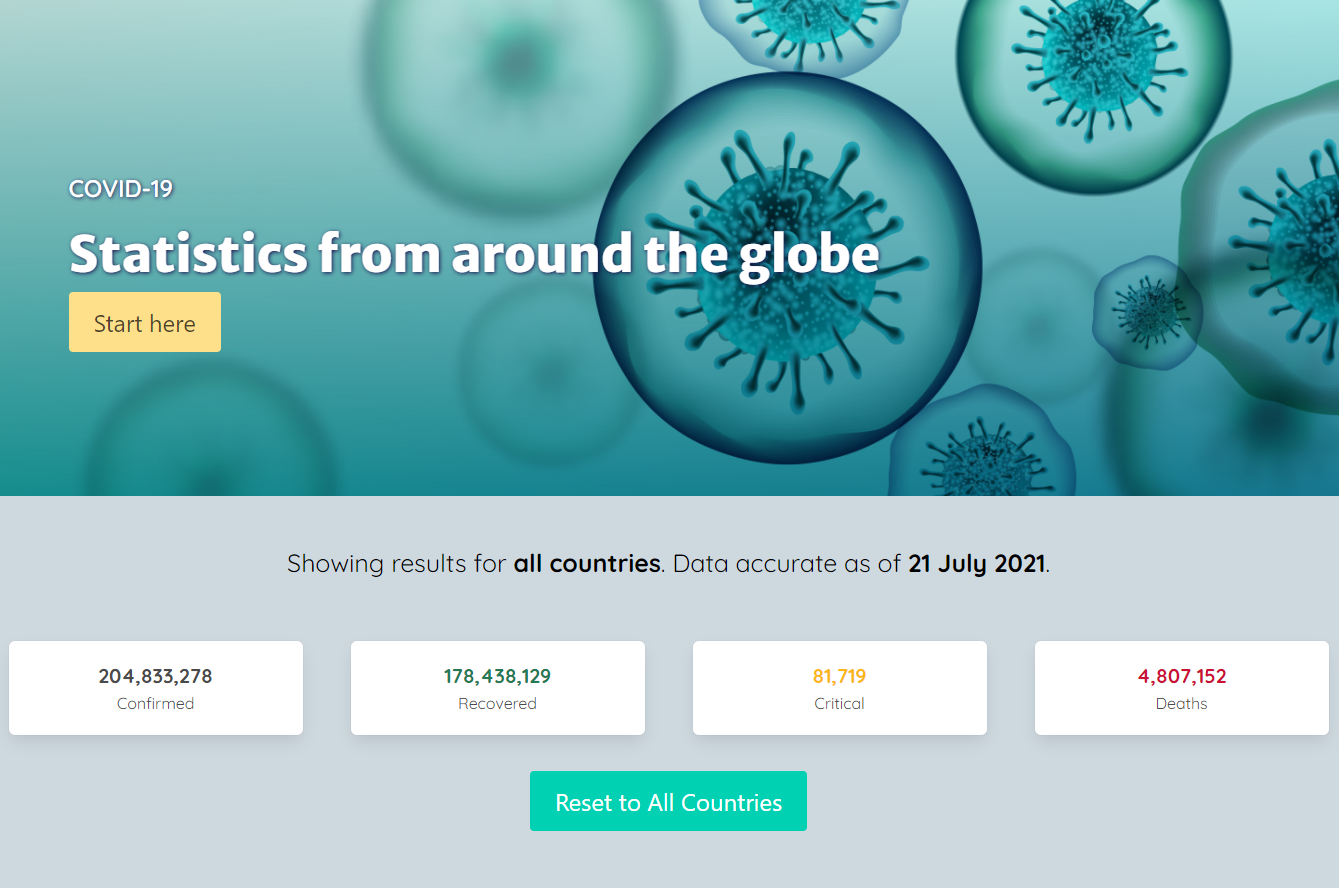 COVID-19
Statistics from around the globe
Start here
Showing results for all countries. Data accurate as of 21 July 2021.
204,833,278
Confirmed
178,438,129
Recovered
81,719
Critical
4,807,152
Deaths
Reset to All Countries